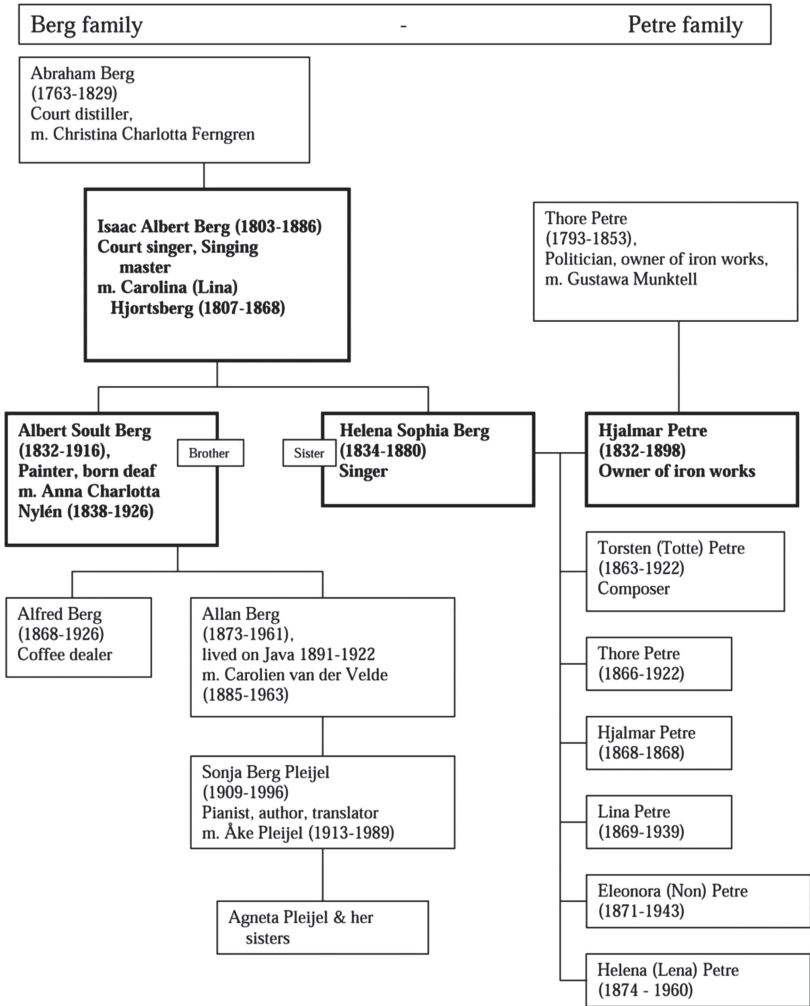 Berg family - Petre family
Abraham Berg
(1763-1829)
Court distiller,
m. Christina Charlotta Ferngren
Isaac Albert Berg (1803-1886)
Court singer, Singing
master
m. Carolina (Lina)
Hjortsberg (1807-1868)
Thore Petre
(1793-1853),
Politician, owner of iron works,
m. Gustawa Munktell
Albert Soult Berg
(1832-1916),
Painter, born deaf
m. Anna Charlotta
Nylén (1838-1926)
Brother
Sister
Helena Sophia Berg
(1834-1880)
Singer
Hjalmar Petre
(1832-1898)
Owner of iron works
Torsten (Totte) Petre
(1863-1922)
Composer
Alfred Berg
(1868-1926)
Coffee dealer
Allan Berg
(1873-1961),
lived on Java 1891-1922
m. Carolien van der Velde
(1885-1963)
Thore Petre
(1866-1922)
Hjalmar Petre
(1868-1868)
Sonja Berg Pleijel
(1909-1996)
Pianist, author, translator
m. Åke Pleijel (1913-1989)
Lina Petre
(1869-1939)
Eleonora (Non) Petre
(1871-1943)
Agneta Pleijel & her
sisters
Helena (Lena) Petre
(1874 - 1960)